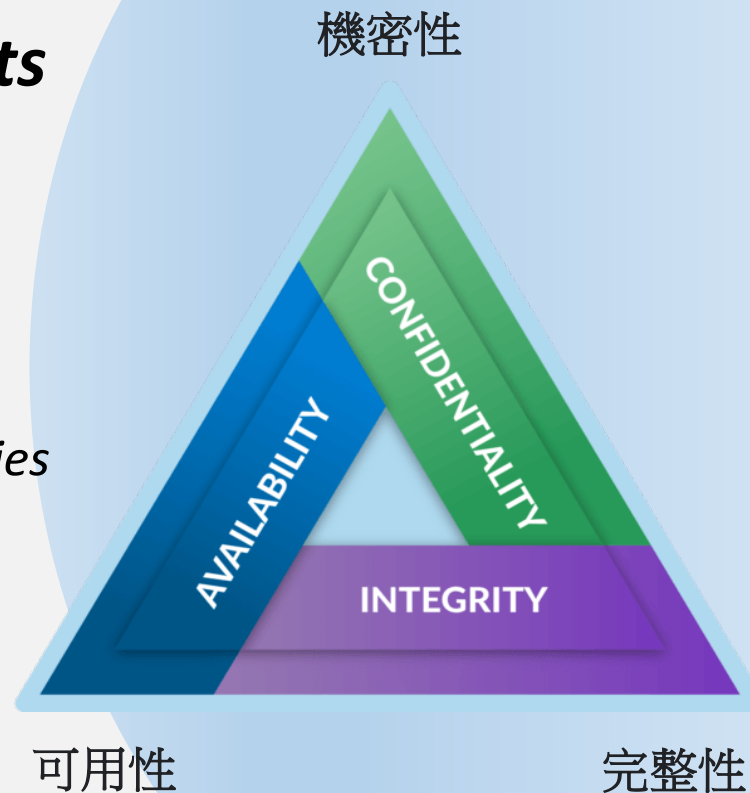 機密性
ts
CONFIDENTIALITY
ies
AVAILABILITY
INTEGRITY
可用性
完整性